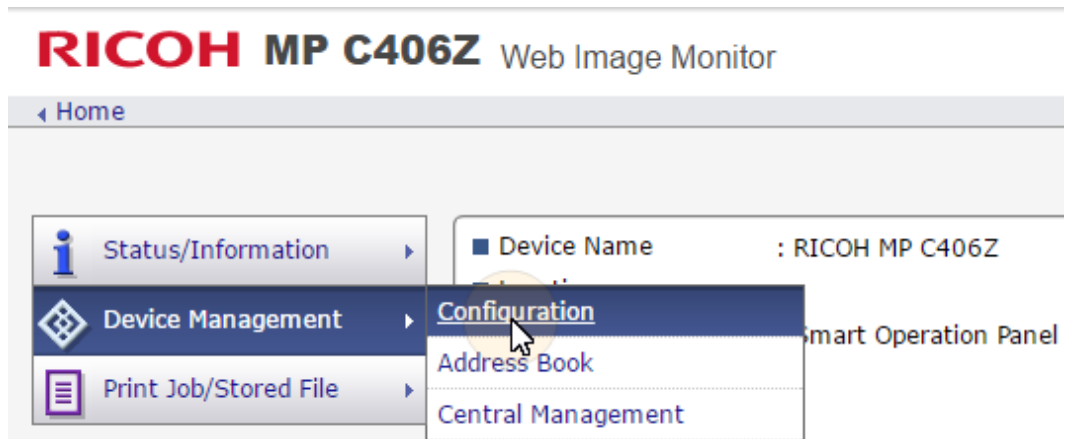 RICOH MP C406Z Web Image Monitor
Home
Status/Information
Device Name : RICOH MP C406Z
Device Management
Configuration
Smart Operation Panel
Address Book
Print Job/Stored File
Central Management